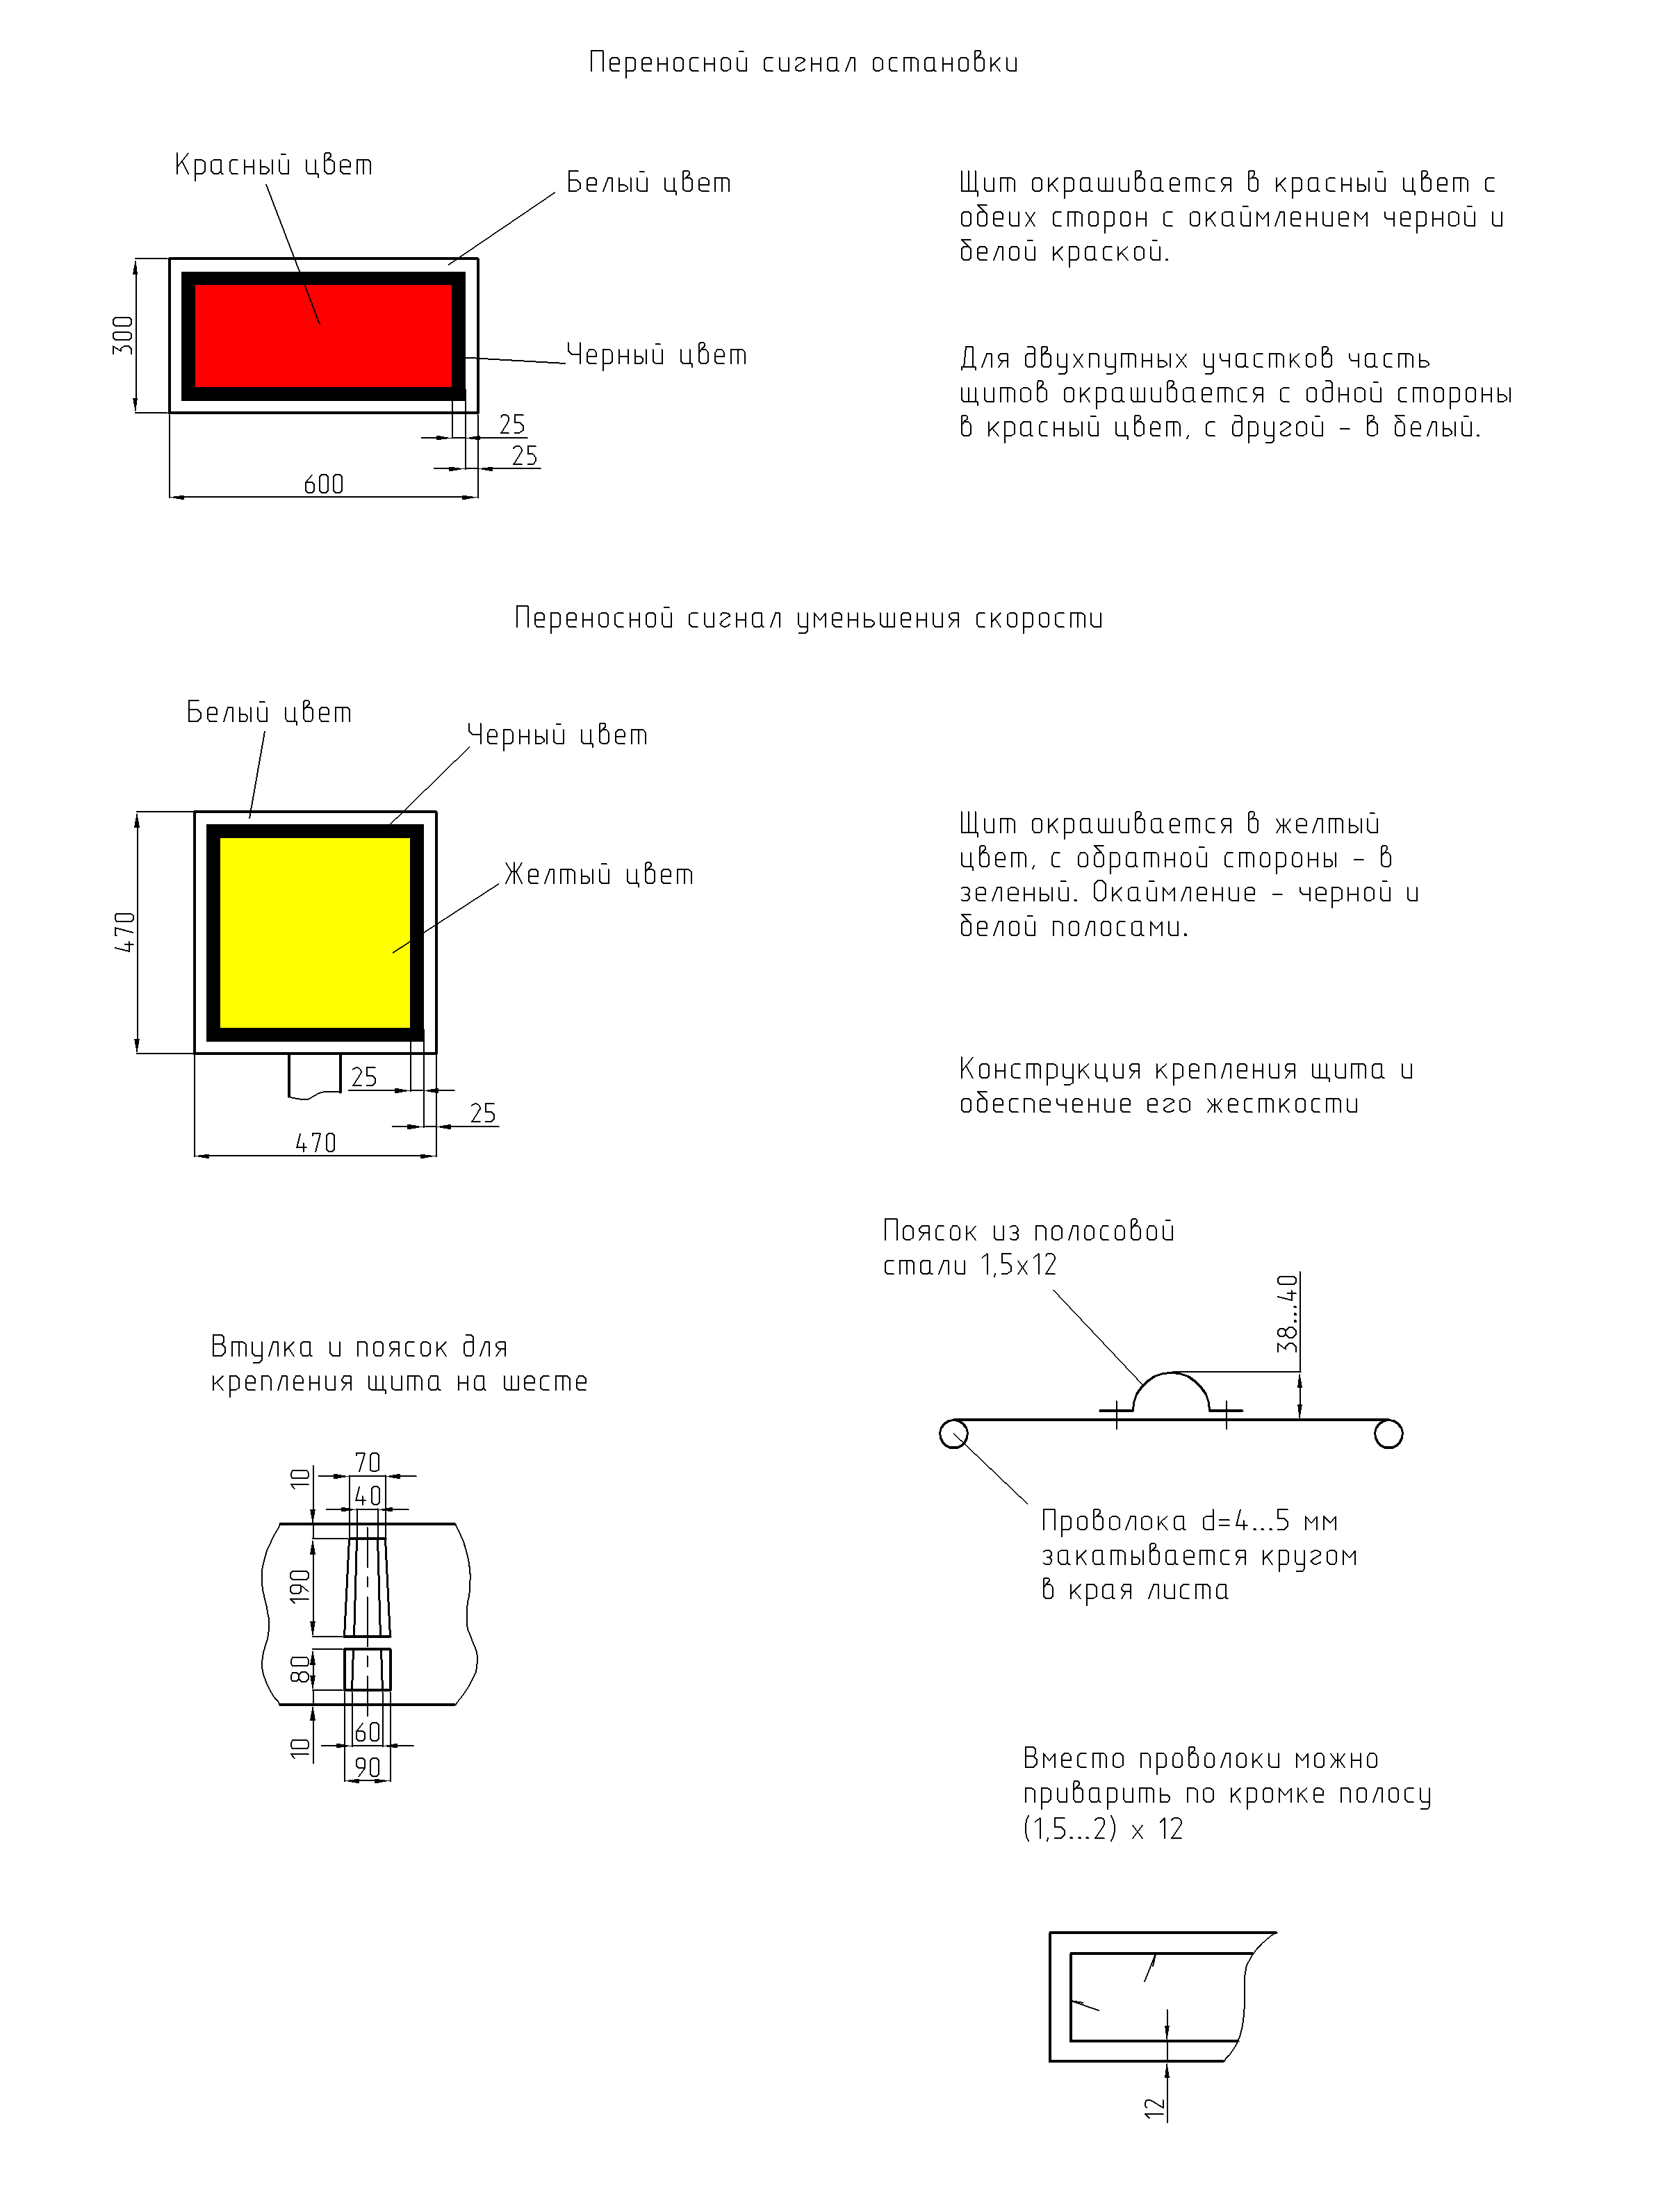 Переносной сигнал остановки
Красный цвет
Белый цвет
Щит окрашивается в красный цвет с
обеих сторон с окаймлением черной и
белой краской.
300
Черный цвет
Для двухпутных участков часть
щитов окрашивается с одной стороны
в красный цвет, с другой - в белый.
25
25
600
Переносной сигнал уменьшения скорости
Белый цвет
Черный цвет
Желтый цвет
470
Щит окрашивается в желтый
цвет, с обратной стороны - в
зеленый. Окаймление - черной и
белой полосами.
25
25
470
Конструкция крепления щита и
обеспечение его жесткости
Поясок из полосовой
стали 1,5х12
38...40
Втулка и поясок для
крепления щита на шесте
10
70
40
190
80
10
60
90
Проволока d=4...5 мм
закатывается кругом
в края листа
Вместо проволоки можно
приварить по кромке полосу
(1,5...2) х 12
12